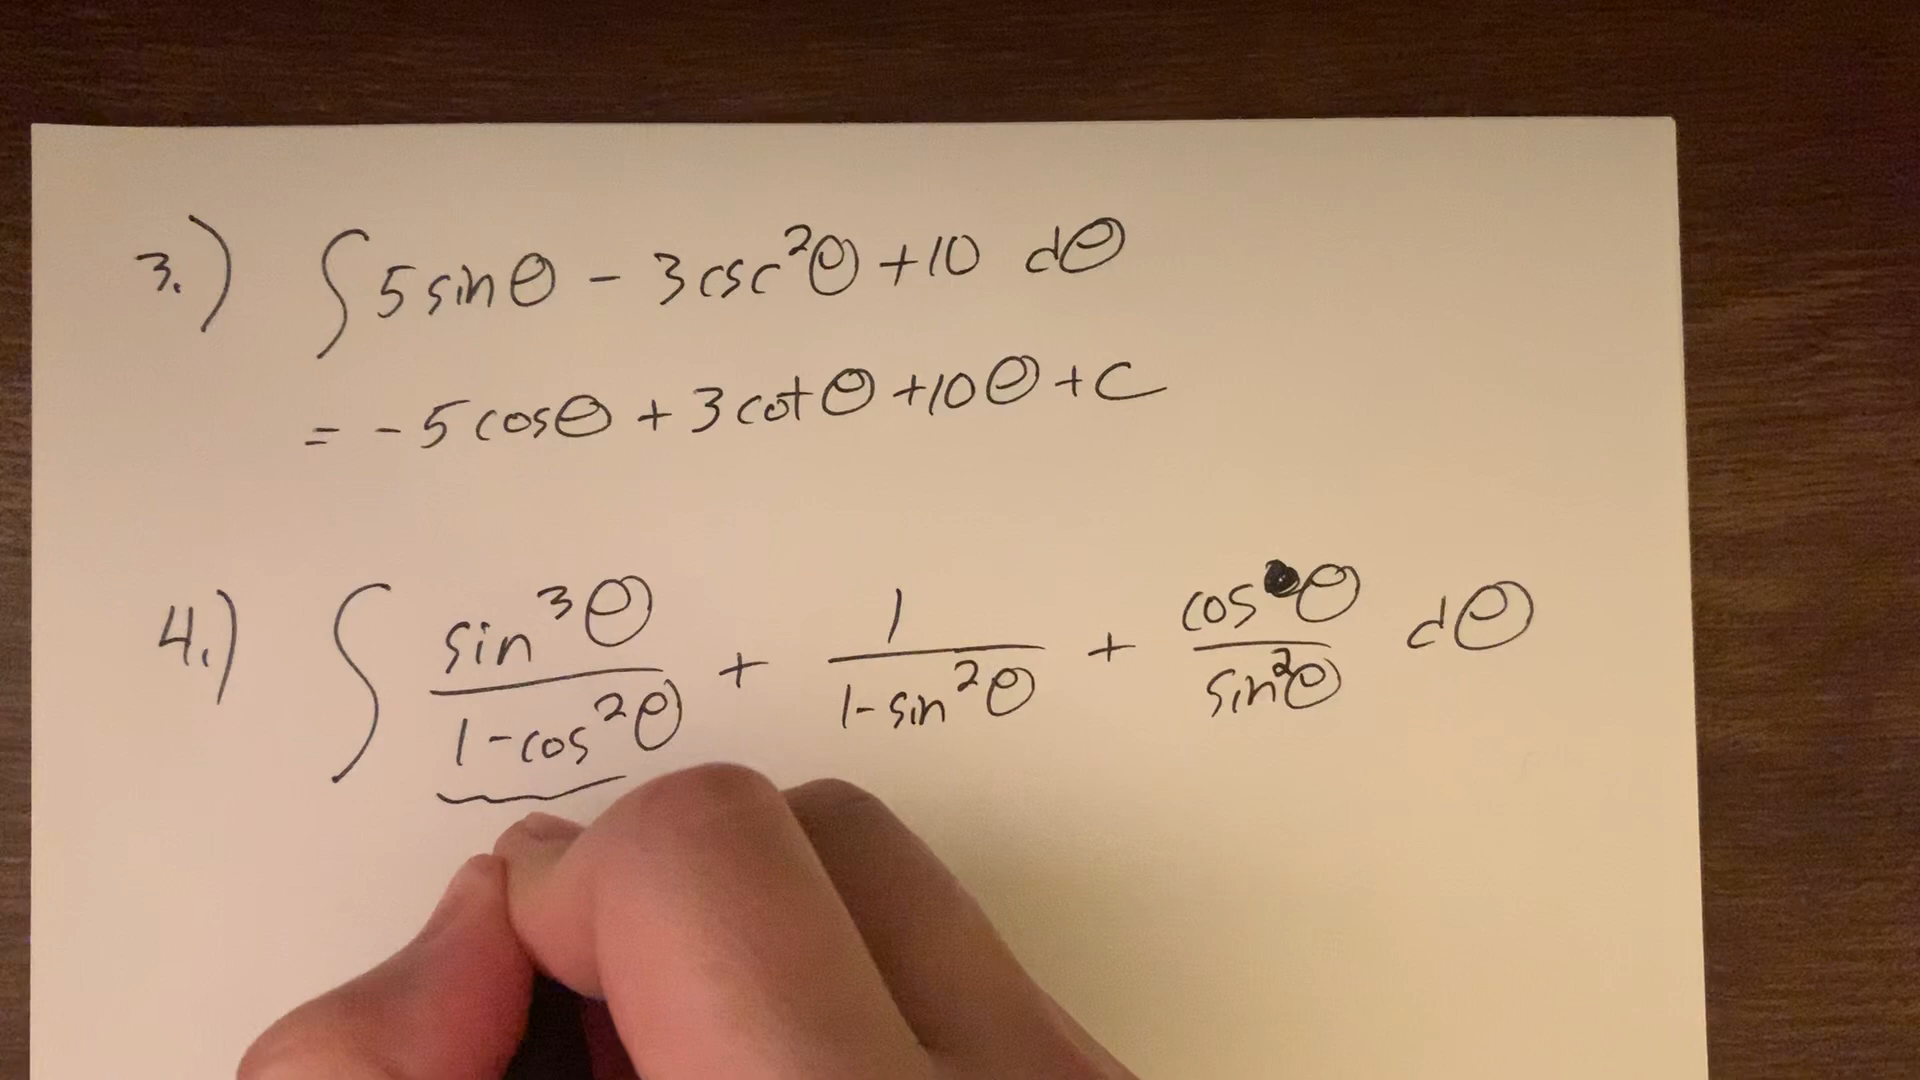 3.) ∫ 5 sin θ - 3 csc²θ + 10 dθ
= -5 cos θ + 3 cot θ + 10 θ + C
4.) ∫ sin³θ / 1-cos²θ + 1 / 1-sin²θ + cos θ / sin²θ dθ